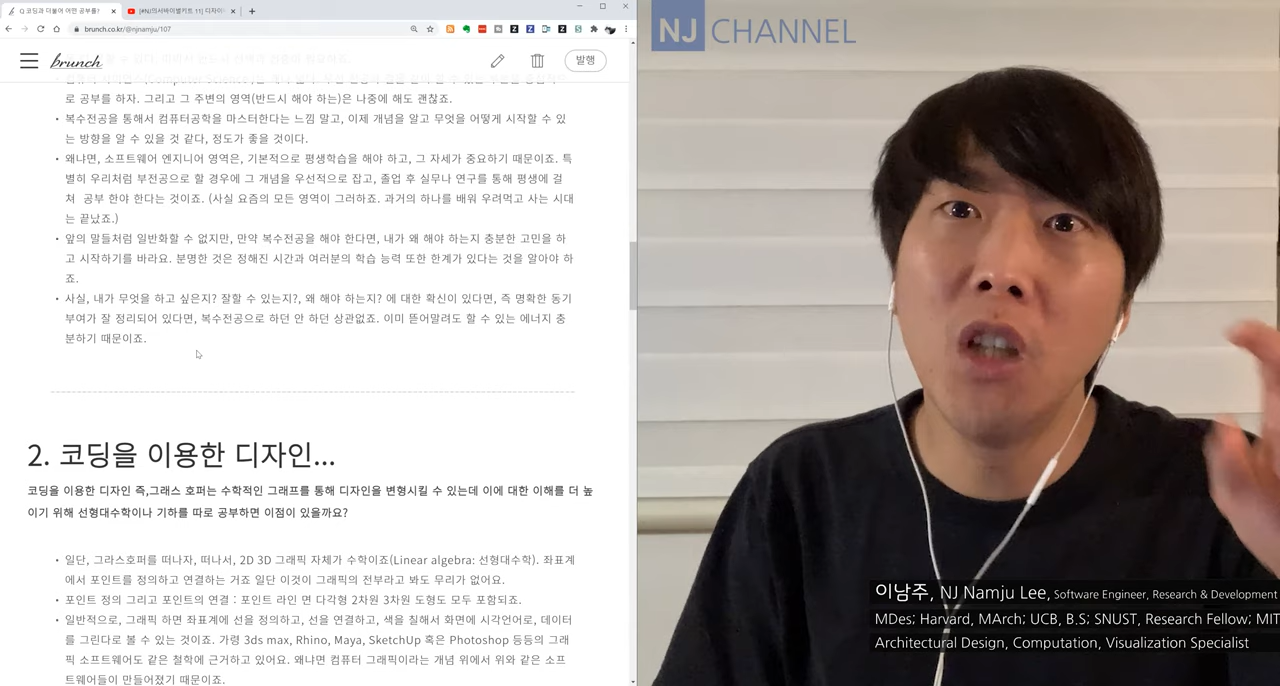 Q 코딩과 더불어 어떤 공부를?
[#NJ의서바이벌키트 11] 디자이
brunch.co.kr/@njnamju/107
brunch
발행
로 공부를 하자. 그리고 그 주변의 영역(반드시 해야 하는)은 나중에 해도 괜찮죠.
• 복수전공을 통해서 컴퓨터공학을 마스터한다는 느낌 말고, 이제 개념을 알고 무엇을 어떻게 시작할 수 있
는 방향을 알 수 있을 것 같다, 정도가 좋을 것이다.
• 왜냐면, 소프트웨어 엔지니어 영역은, 기본적으로 평생학습을 해야 하고, 그 자세가 중요하기 때문이죠. 특
별히 우리처럼 부전공으로 할 경우에 그 개념을 우선적으로 잡고, 졸업 후 실무나 연구를 통해 평생에 걸
쳐 공부 한야 한다는 것이죠. (사실 요즘의 모든 영역이 그러하죠. 과거의 하나를 배워 우려먹고 사는 시대
는 끝났죠.)
• 앞의 말들처럼 일반화할 수 없지만, 만약 복수전공을 해야 한다면, 내가 왜 해야 하는지 충분한 고민을 하
고 시작하기를 바라요. 분명한 것은 정해진 시간과 여러분의 학습 능력 또한 한계가 있다는 것을 알아야 하
죠.
• 사실, 내가 무엇을 하고 싶은지? 잘할 수 있는지?, 왜 해야 하는지? 에 대한 확신이 있다면, 즉 명확한 동기
부여가 잘 정리되어 있다면, 복수전공으로 하던 안 하던 상관없죠. 이미 뜯어말려도 할 수 있는 에너지 충
분하기 때문이죠.
2. 코딩을 이용한 디자인...
코딩을 이용한 디자인 즉,그래스 호퍼는 수학적인 그래프를 통해 디자인을 변형시킬 수 있는데 이에 대한 이해를 더 높
이기 위해 선형대수학이나 기하를 따로 공부하면 이점이 있을까요?
• 일단, 그라스호퍼를 떠나자, 떠나서, 2D 3D 그래픽 자체가 수학이죠(Linear algebra: 선형대수학). 좌표계
에서 포인트를 정의하고 연결하는 거죠 일단 이것이 그래픽의 전부라고 봐도 무리가 없어요.
• 포인트 정의 그리고 포인트의 연결 : 포인트 라인 면 다각형 2차원 3차원 도형도 모두 포함되죠.
• 일반적으로, 그래픽 하면 좌표계에 선을 정의하고, 선을 연결하고, 색을 칠해서 화면에 시각언어로, 데이터
를 그린다로 볼 수 있는 것이죠. 가령 3ds max, Rhino, Maya, SketchUp 혹은 Photoshop 등등의 그래
픽 소프트웨어도 같은 철학에 근거하고 있어요. 왜냐면 컴퓨터 그래픽이라는 개념 위에서 위와 같은 소프
트웨어들이 만들어졌기 때문이죠.
NJ CHANNEL
이남주, NJ Namju Lee, Software Engineer, Research & Development
MDes; Harvard, MArch; UCB, B.S; SNUST, Research Fellow; MIT
Architectural Design, Computation, Visualization Specialist